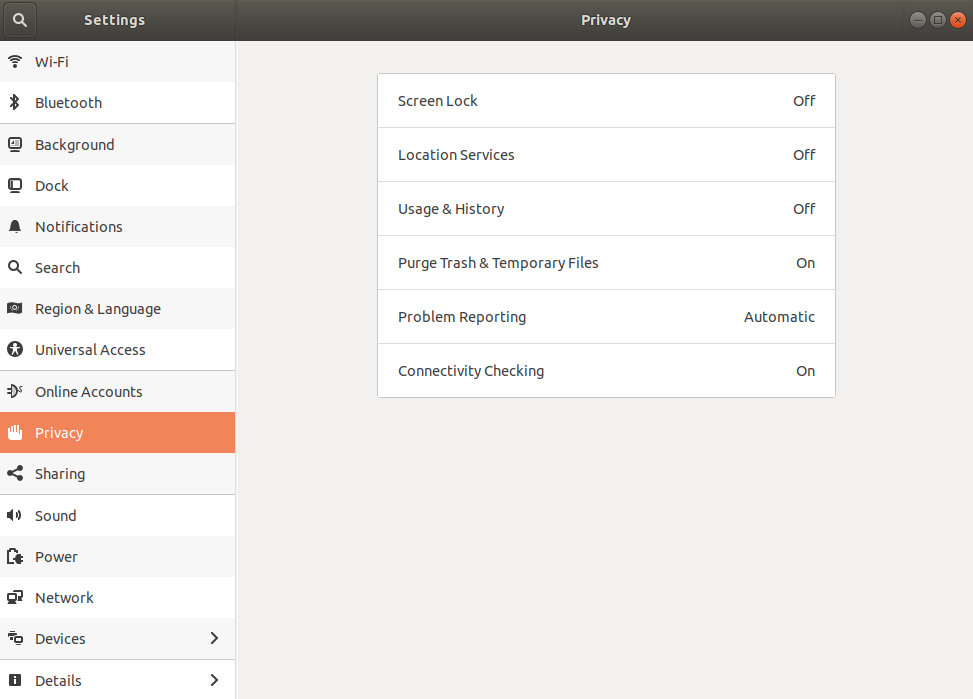 Settings
Privacy
Wi-Fi
Bluetooth
Background
Dock
Notifications
Search
Region & Language
Universal Access
Online Accounts
Privacy
Sharing
Sound
Power
Network
Devices
Details
Screen Lock Off
Location Services Off
Usage & History Off
Purge Trash & Temporary Files On
Problem Reporting Automatic
Connectivity Checking On